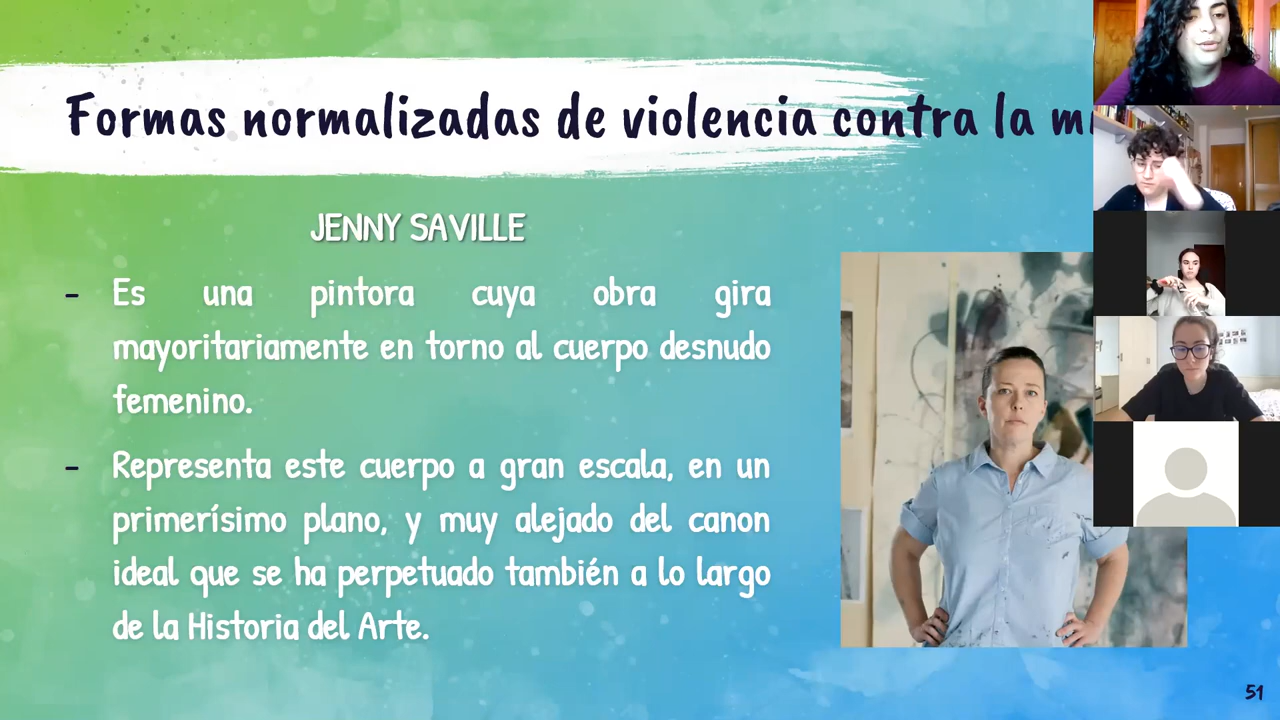 Formas normalizadas de violencia contra la
JENNY SAVILLE
- Es una pintora cuya obra gira
mayoritariamente en torno al cuerpo desnudo
femenino.
- Representa este cuerpo a gran escala, en un
primerísimo plano, y muy alejado del canon
ideal que se ha perpetuado también a lo largo
de la Historia del Arte.
51